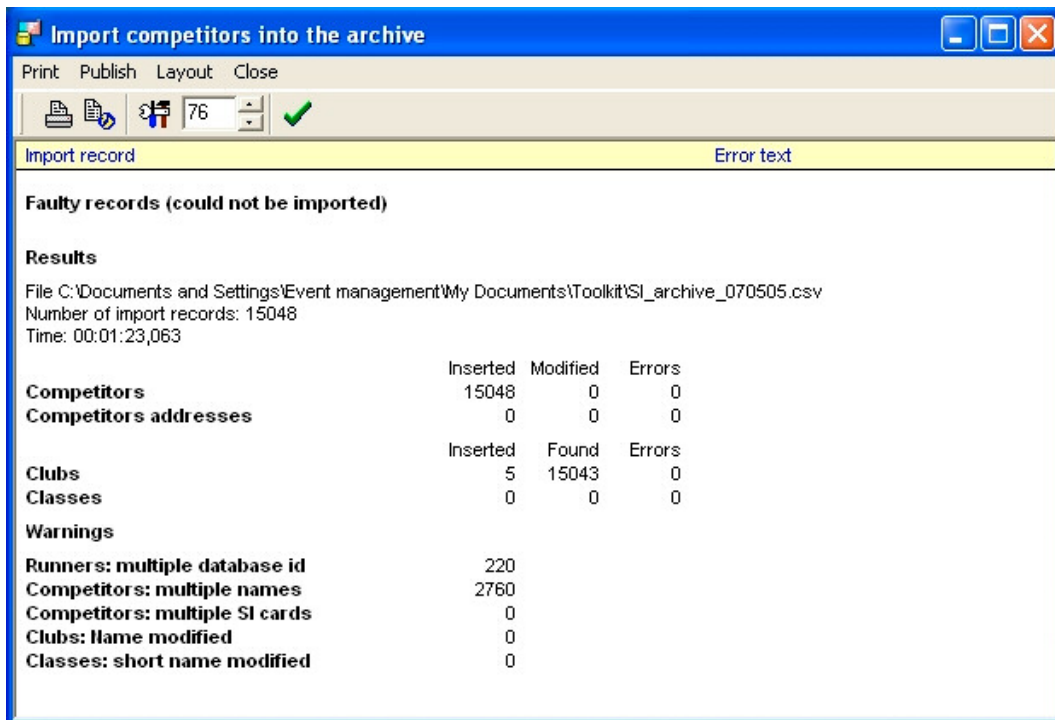 Import competitors into the archive
Print Publish Layout Close
76
Import record Error text
Faulty records (could not be imported)
Results
File C:\Documents and Settings\Event management\My Documents\Toolkit\SI_archive_070505.csv
Number of import records: 15048
Time: 00:01:23,063
Inserted Modified Errors
Competitors 15048 0 0
Competitors addresses 0 0 0
Inserted Found Errors
Clubs 5 15043 0
Classes 0 0 0
Warnings
Runners: multiple database id 220
Competitors: multiple names 2760
Competitors: multiple SI cards 0
Clubs: Name modified 0
Classes: short name modified 0